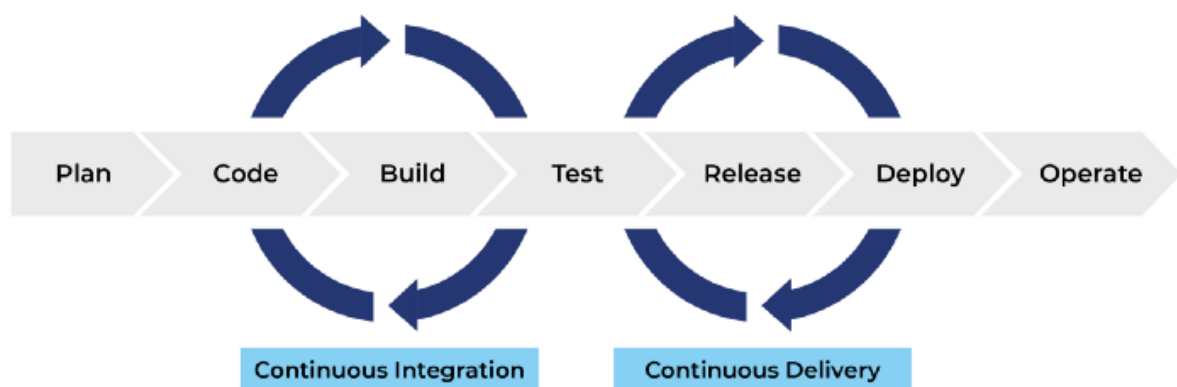 Plan Code Build Test Release Deploy Operate
Continuous Integration Continuous Delivery